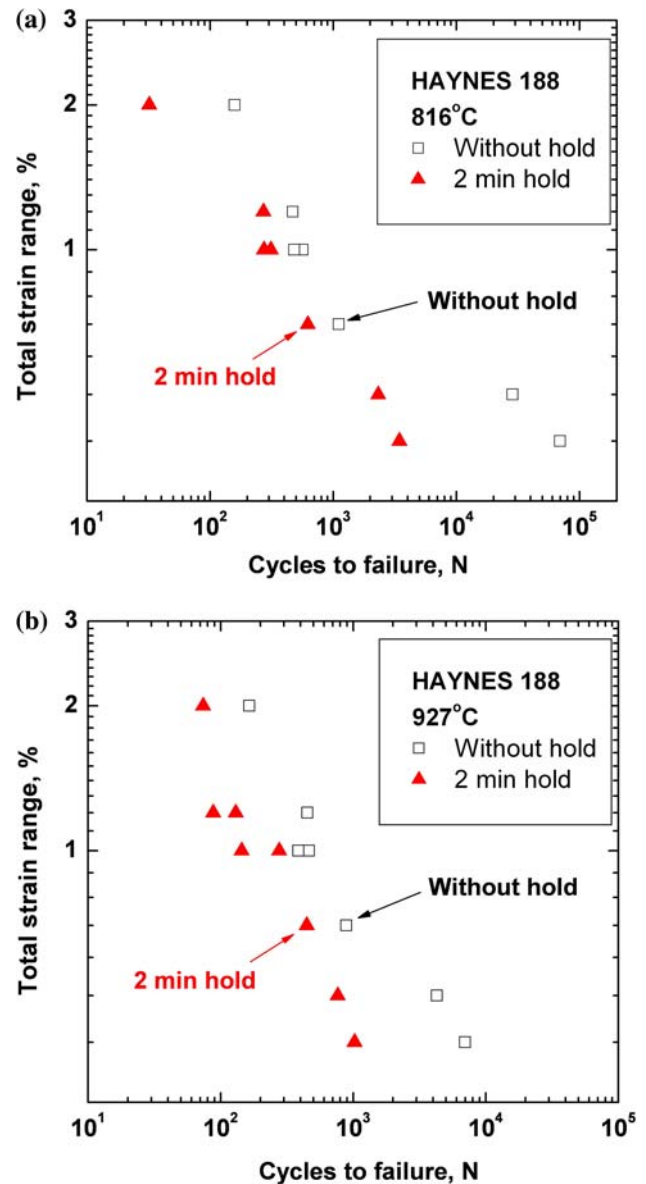 (a)
3
2
1
Total strain range, %
HAYNES 188
816°C
Without hold
2 min hold
Without hold
2 min hold
10¹ 10² 10³ 10⁴ 10⁵
Cycles to failure, N
(b)
3
2
1
Total strain range, %
HAYNES 188
927°C
Without hold
2 min hold
Without hold
2 min hold
10¹ 10² 10³ 10⁴ 10⁵
Cycles to failure, N